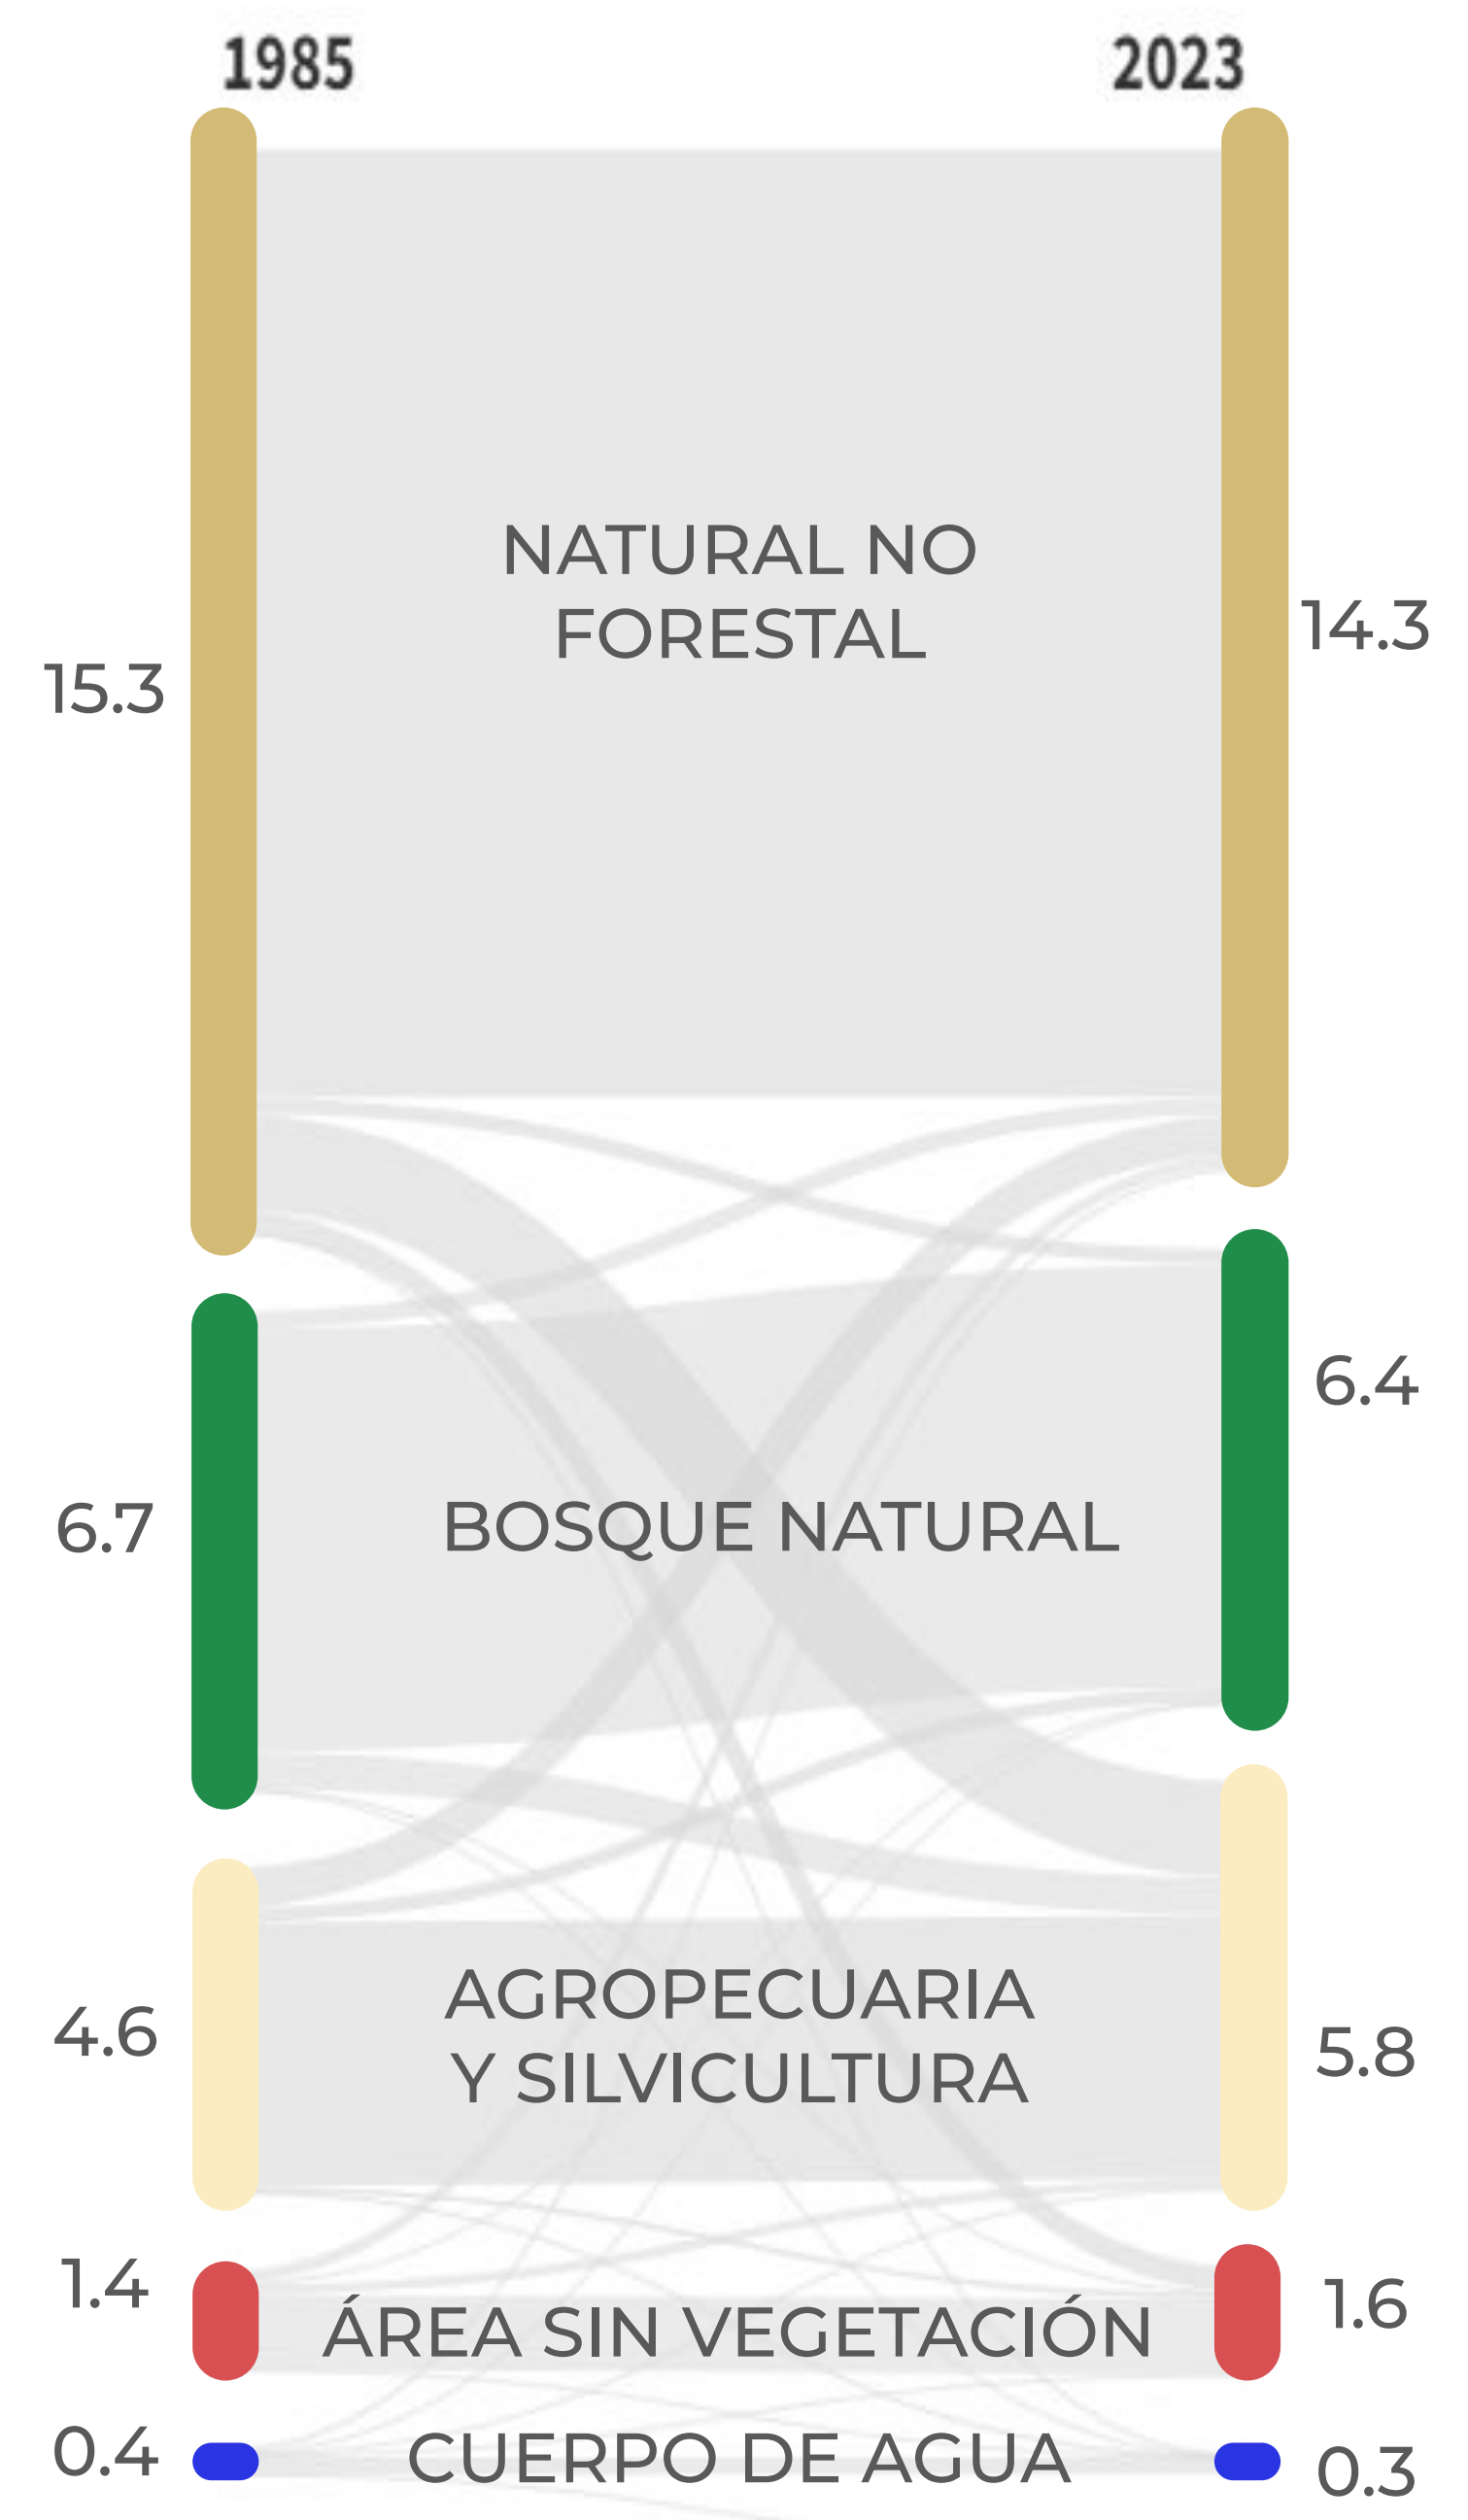 1985 2023
NATURAL NO
FORESTAL
14.3
15.3
6.4
BOSQUE NATURAL
6.7
AGROPECUARIA
4.6
5.8
Y SILVICULTURA
1.4
1.6
ÁREA SIN VEGETACIÓN
0.4
CUERPO DE AGUA
0.3